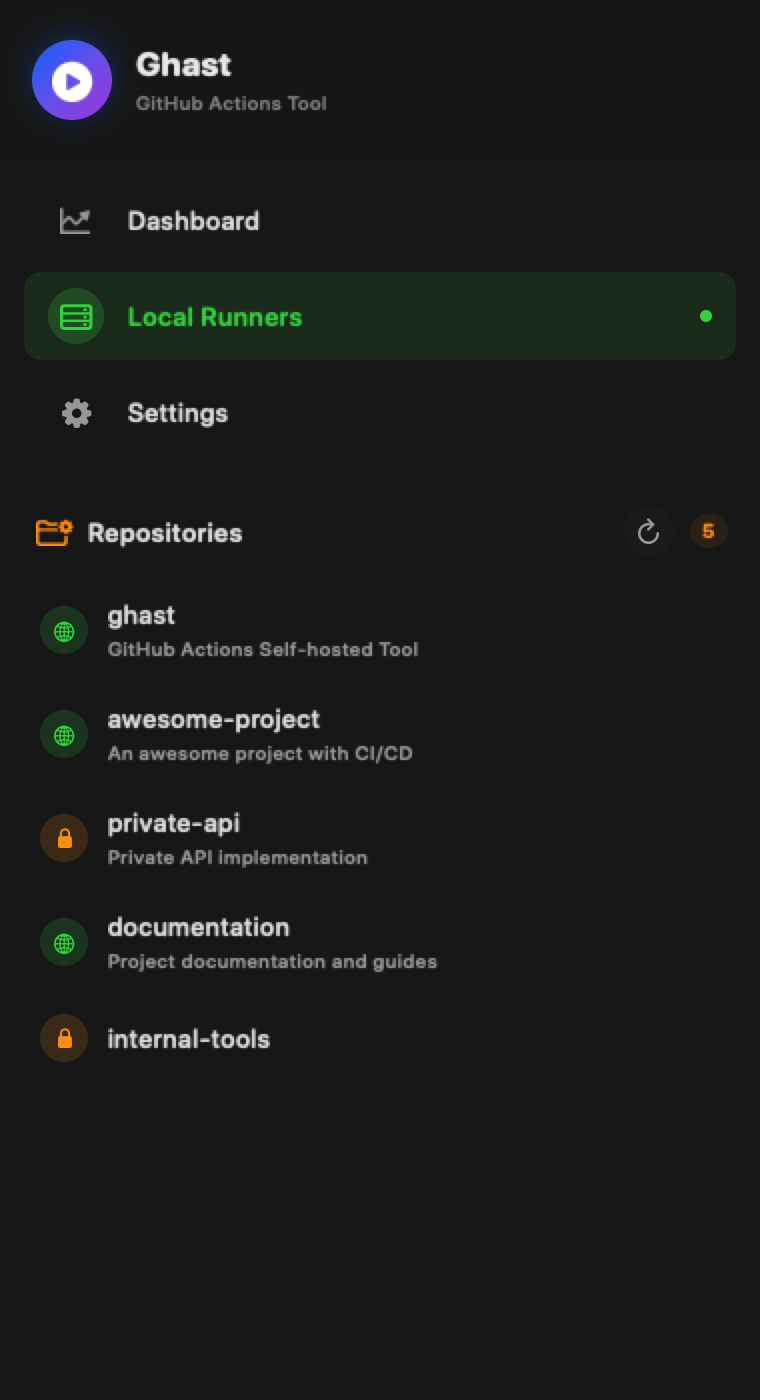 Ghast
GitHub Actions Tool
Dashboard
Local Runners
Settings
Repositories
5
ghast
GitHub Actions Self-hosted Tool
awesome-project
An awesome project with CI/CD
private-api
Private API implementation
documentation
Project documentation and guides
internal-tools